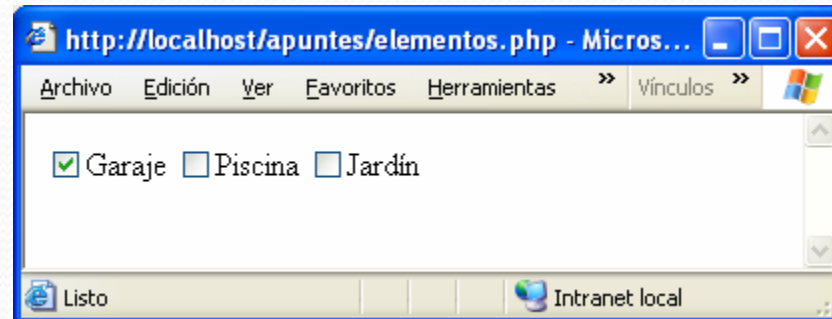 http://localhost/apuntes/elementos.php - Micros...
Archivo Edición Ver Favoritos Herramientas » Vínculos »
Garaje Piscina Jardín
Listo Intranet local